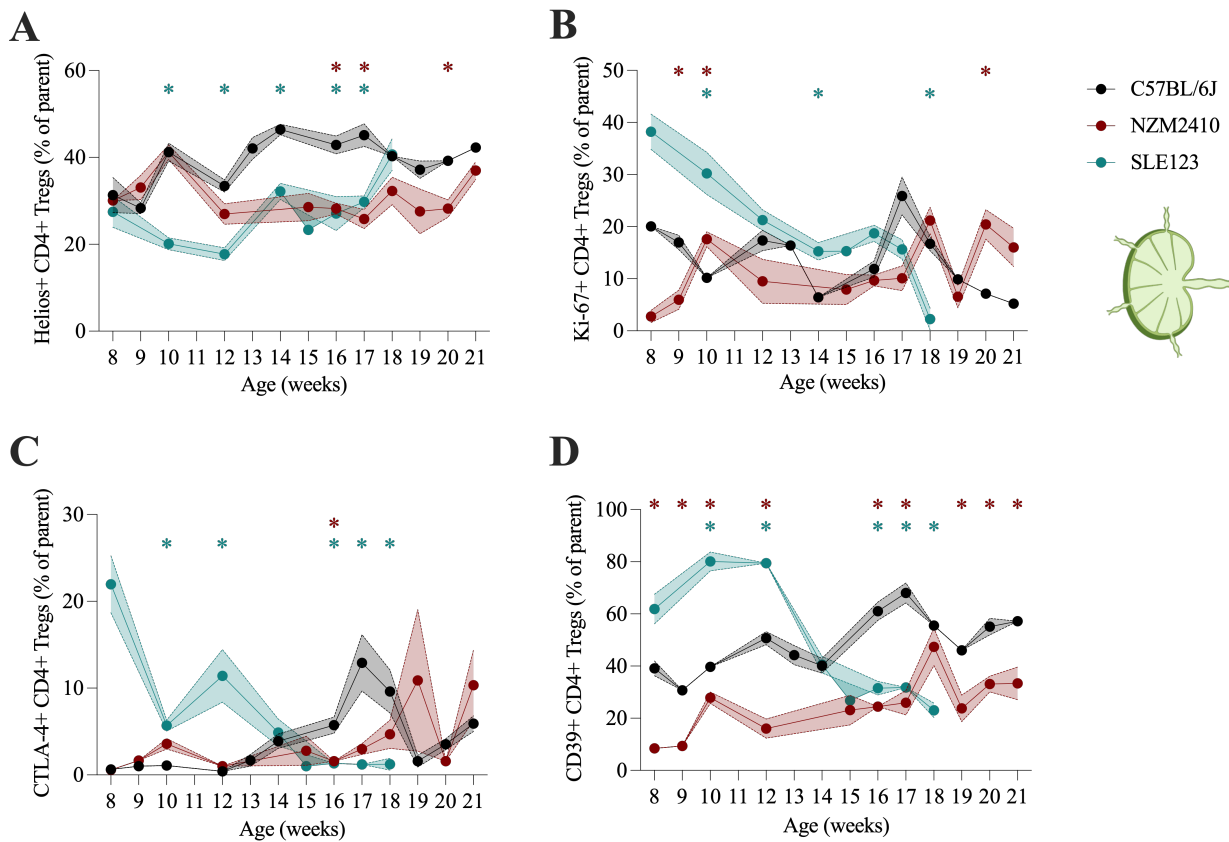 A
Helios+ CD4+ Tregs (% of parent)
60
40
20
0
* * *
* * * * *
8 9 10 12 13 14 15 16 17 18 19 20 21
Age (weeks)
B
Ki-67+ CD4+ Tregs (% of parent)
50
40
30
20
10
0
* * *
* * *
8 9 10 12 13 14 15 16 17 18 19 20 21
Age (weeks)
C57BL/6J
NZM2410
SLE123
C
CTLA-4+ CD4+ Tregs (% of parent)
30
20
10
0
*
* * * * *
8 9 10 12 13 14 15 16 17 18 19 20 21
Age (weeks)
D
CD39+ CD4+ Tregs (% of parent)
100
80
60
40
20
0
* * * * * * * * *
* * * * *
8 9 10 12 13 14 15 16 17 18 19 20 21
Age (weeks)